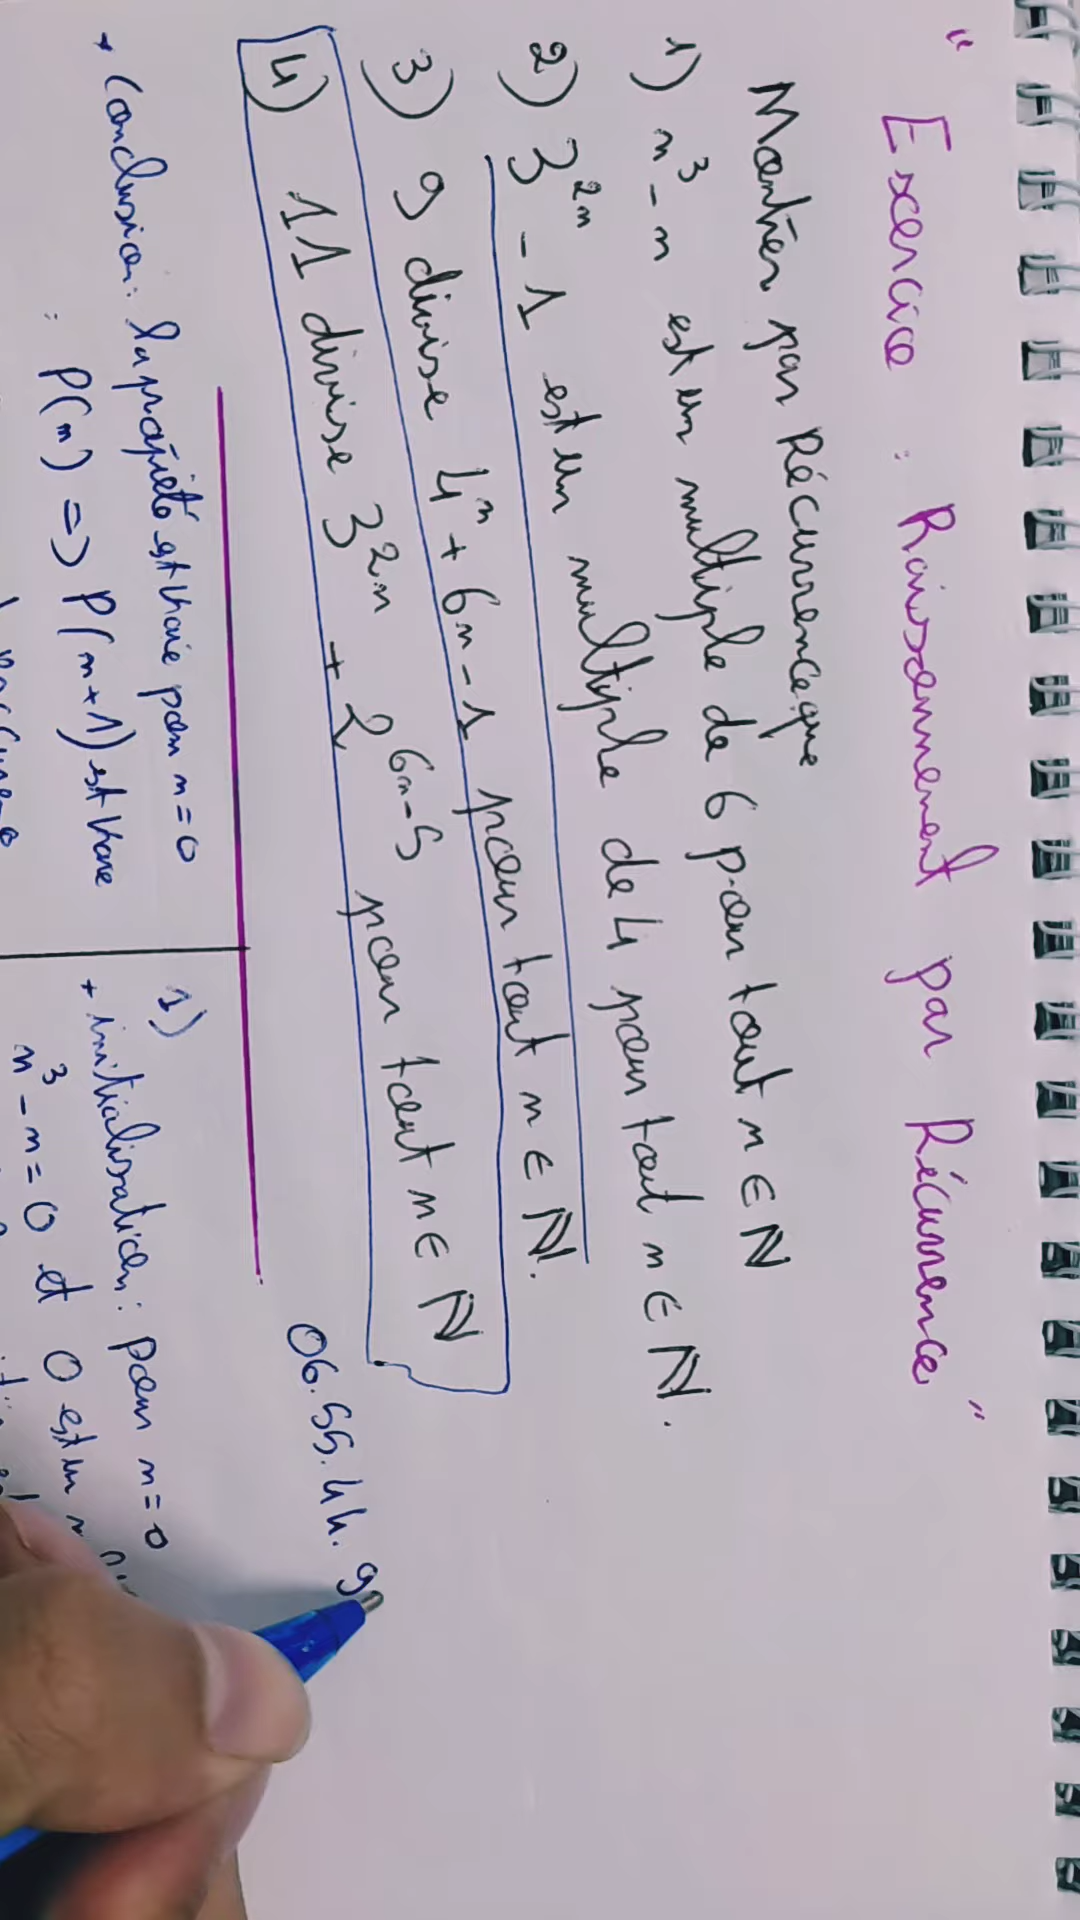 " Exercice : Raisonnement par Récurrence "
Montrer par Récurrence que
1) n³ - n est un multiple de 6 pour tout n ∈ ℕ
2) 3²ⁿ - 1 est un multiple de 4 pour tout n ∈ ℕ.
3) 9 divise 4ⁿ + 6n - 1 pour tout n ∈ ℕ.
4) 11 divise 3²ⁿ + 2⁶ⁿ⁻⁵ pour tout n ∈ ℕ
06.55.44.9
+ Conclusion: la propriété est vraie pour n = 0
: P(n) => P(n+1) est vraie
1)
+ initialisation: pour n = 0
n³ - n = 0 et 0 est un